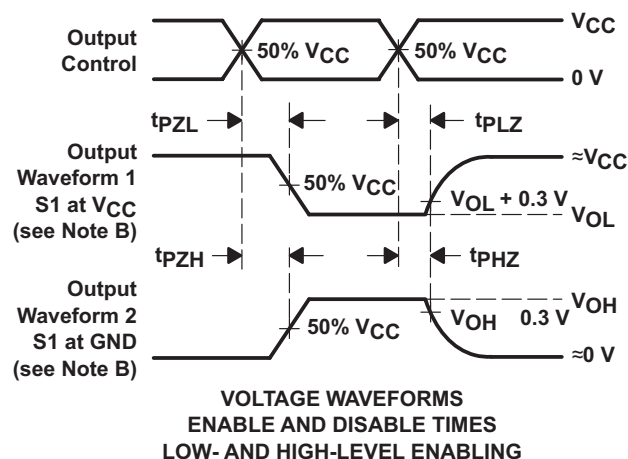 Output
Control
50% VCC
50% VCC
VCC
0 V
tPZL
tPLZ
Output
Waveform 1
S1 at VCC
(see Note B)
50% VCC
≈VCC
VOL + 0.3 V
VOL
tPZH
tPHZ
Output
Waveform 2
S1 at GND
(see Note B)
50% VCC
VOH
VOH 0.3 V
≈0 V
VOLTAGE WAVEFORMS
ENABLE AND DISABLE TIMES
LOW- AND HIGH-LEVEL ENABLING